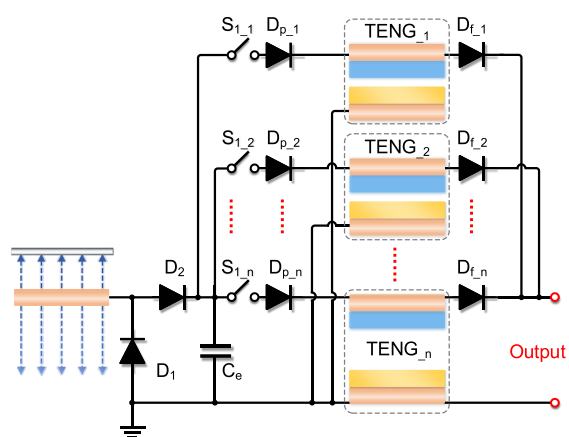 S1_1 Dp_1 TENG_1 Df_1
S1_2 Dp_2 TENG_2 Df_2
D2 S1_n Dp_n Df_n
D1 Ce TENG_n Output